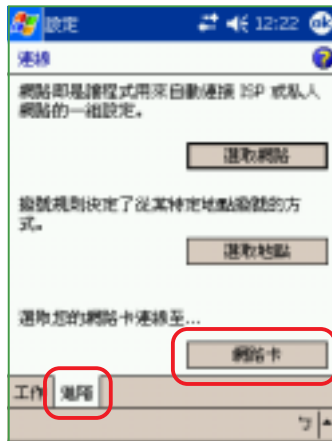 設定 12:22 ok
連線
網路即是讓程式用來自動連接 ISP 或私人
網路的一組設定。
選取網路
撥號規則決定了從某特定地點撥號的方
式。
選取地點
選取您的網路卡連線至...
網路卡
工作 進階